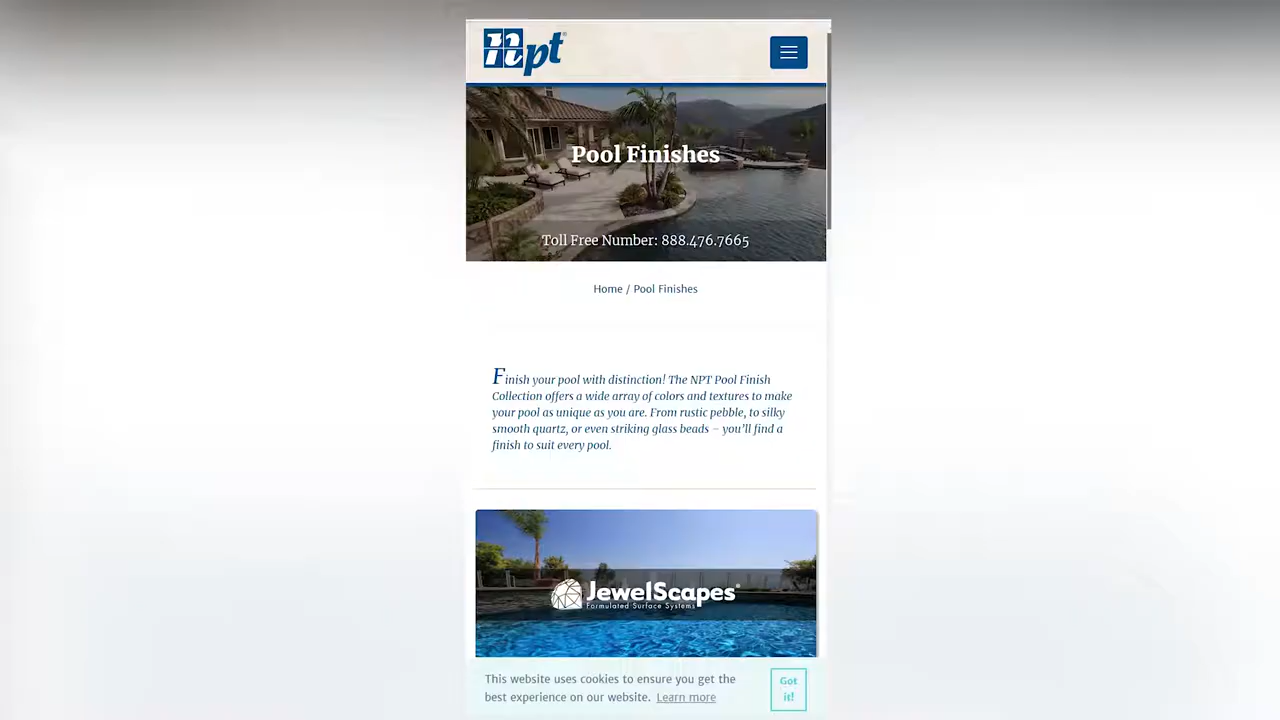 npt
Pool Finishes
Toll Free Number: 888.476.7665
Home / Pool Finishes
Finish your pool with distinction! The NPT Pool Finish
Collection offers a wide array of colors and textures to make
your pool as unique as you are. From rustic pebble, to silky
smooth quartz, or even striking glass beads – you'll find a
finish to suit every pool.
JewelScapes®
Formulated Surface Systems
This website uses cookies to ensure you get the
best experience on our website. Learn more
Got
it!